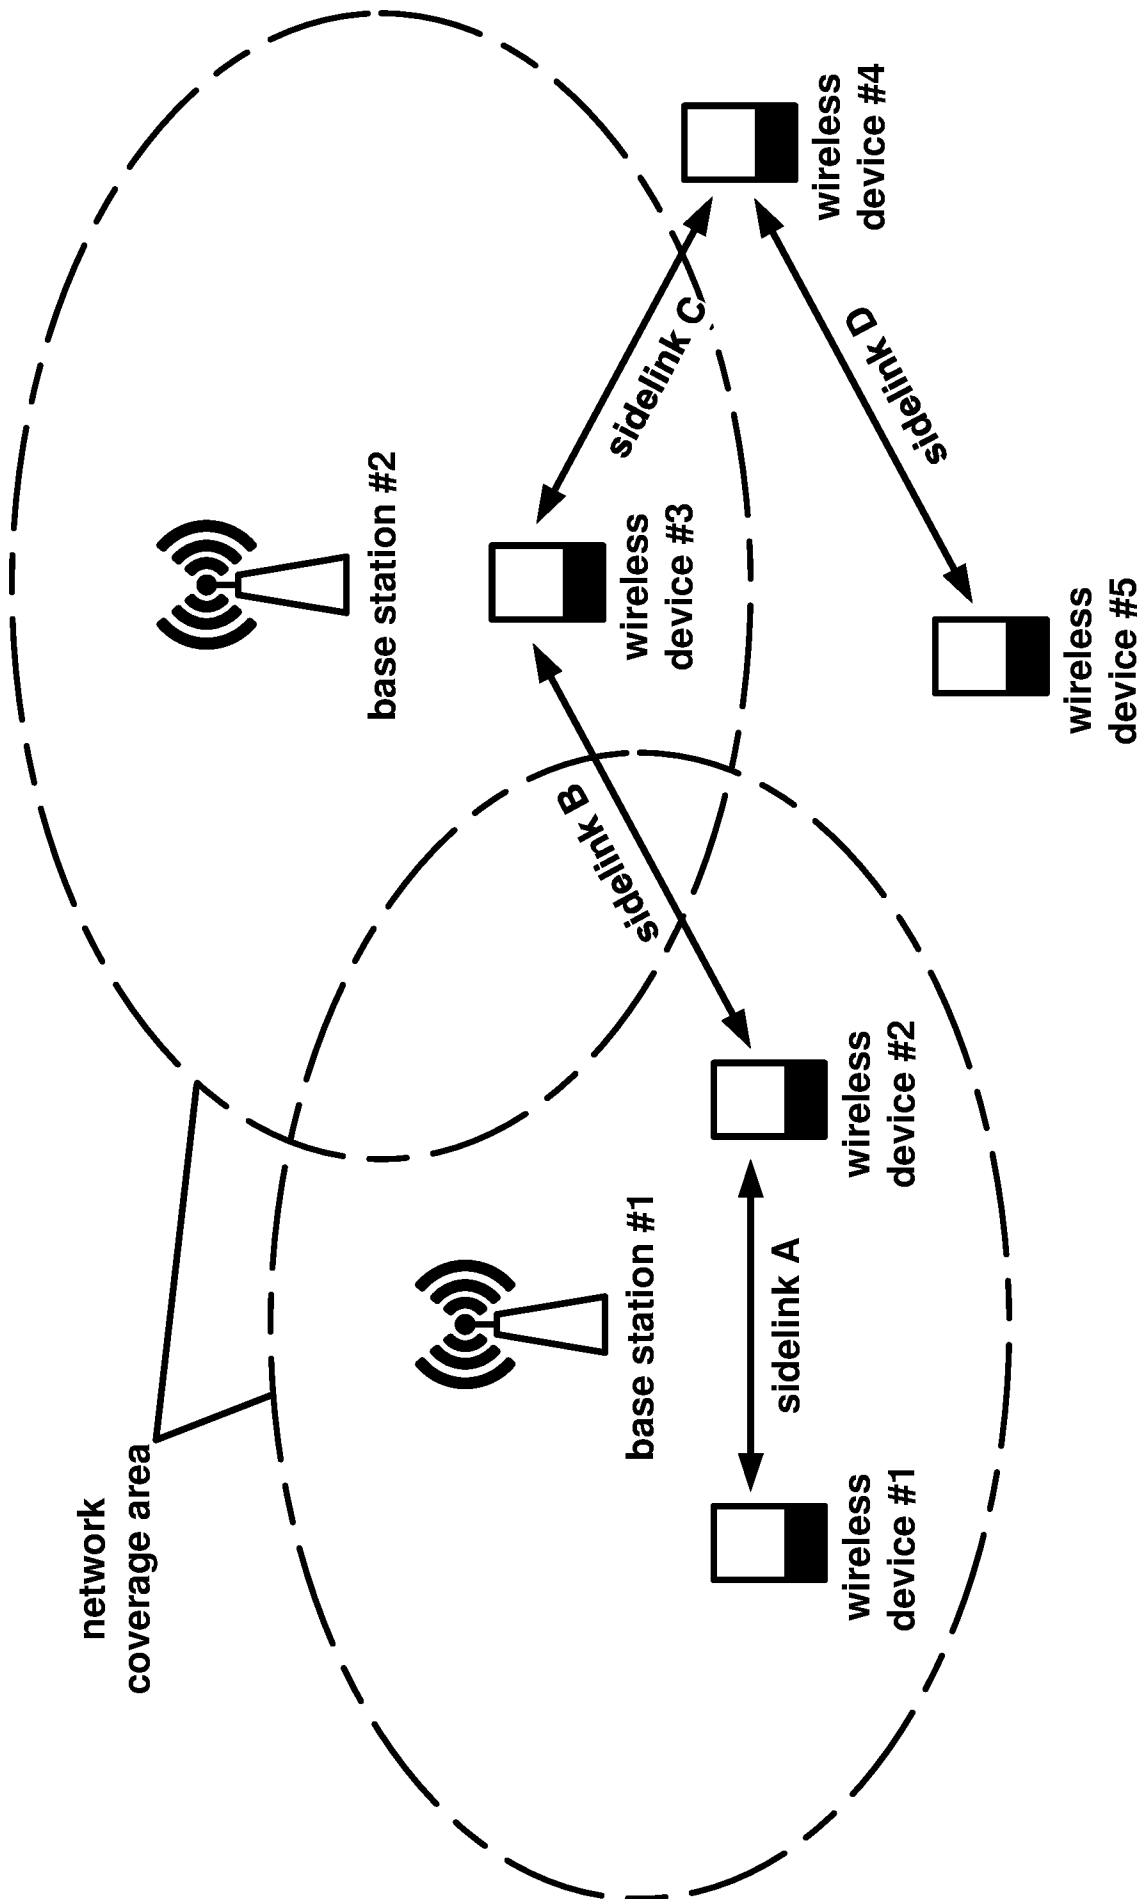 network
coverage area
base station #2
base station #1
wireless
device #3
sidelink B
sidelink C
wireless
device #4
sidelink A
wireless
device #1
wireless
device #2
sidelink D
wireless
device #5